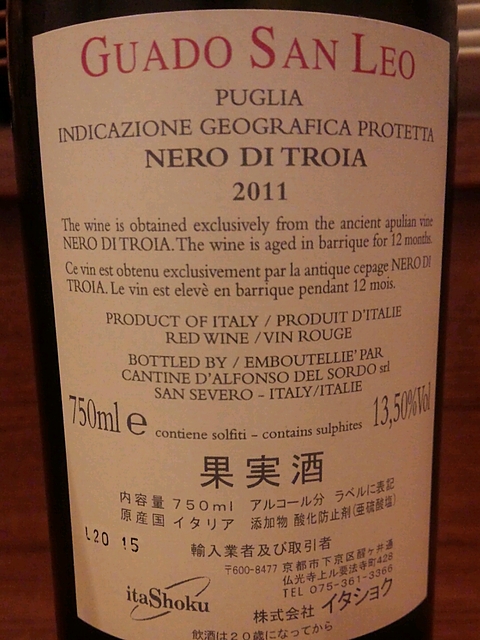 GUADO SAN LEO
PUGLIA
INDICAZIONE GEOGRAFICA PROTETTA
NERO DI TROIA
2011
The wine is obtained exclusively from the ancient apulian vine
NERO DI TROIA. The wine is aged in barrique for 12 months.
Ce vin est obtenu exclusivement par la antique cepage NERO DI
TROIA. Le vin est elevè en barrique pendant 12 mois.
PRODUCT OF ITALY / PRODUIT D'ITALIE
RED WINE / VIN ROUGE
BOTTLED BY / EMBOUTELLIE' PAR
CANTINE D'ALFONSO DEL SORDO srl
SAN SEVERO - ITALY/ITALIE
750ml e contiene solfiti - contains sulphites 13,50%Vol
果実酒
内容量 750ml アルコール分 ラベルに表記
原産国 イタリア 添加物 酸化防止剤(亜硫酸塩)
L20 15
輸入業者及び取引者
〒600-8477 京都市下京区醒ヶ井通
仏光寺上ル要法寺町428
TEL 075-361-3366
itaShoku
株式会社 イタショク
飲酒は20歳になってから